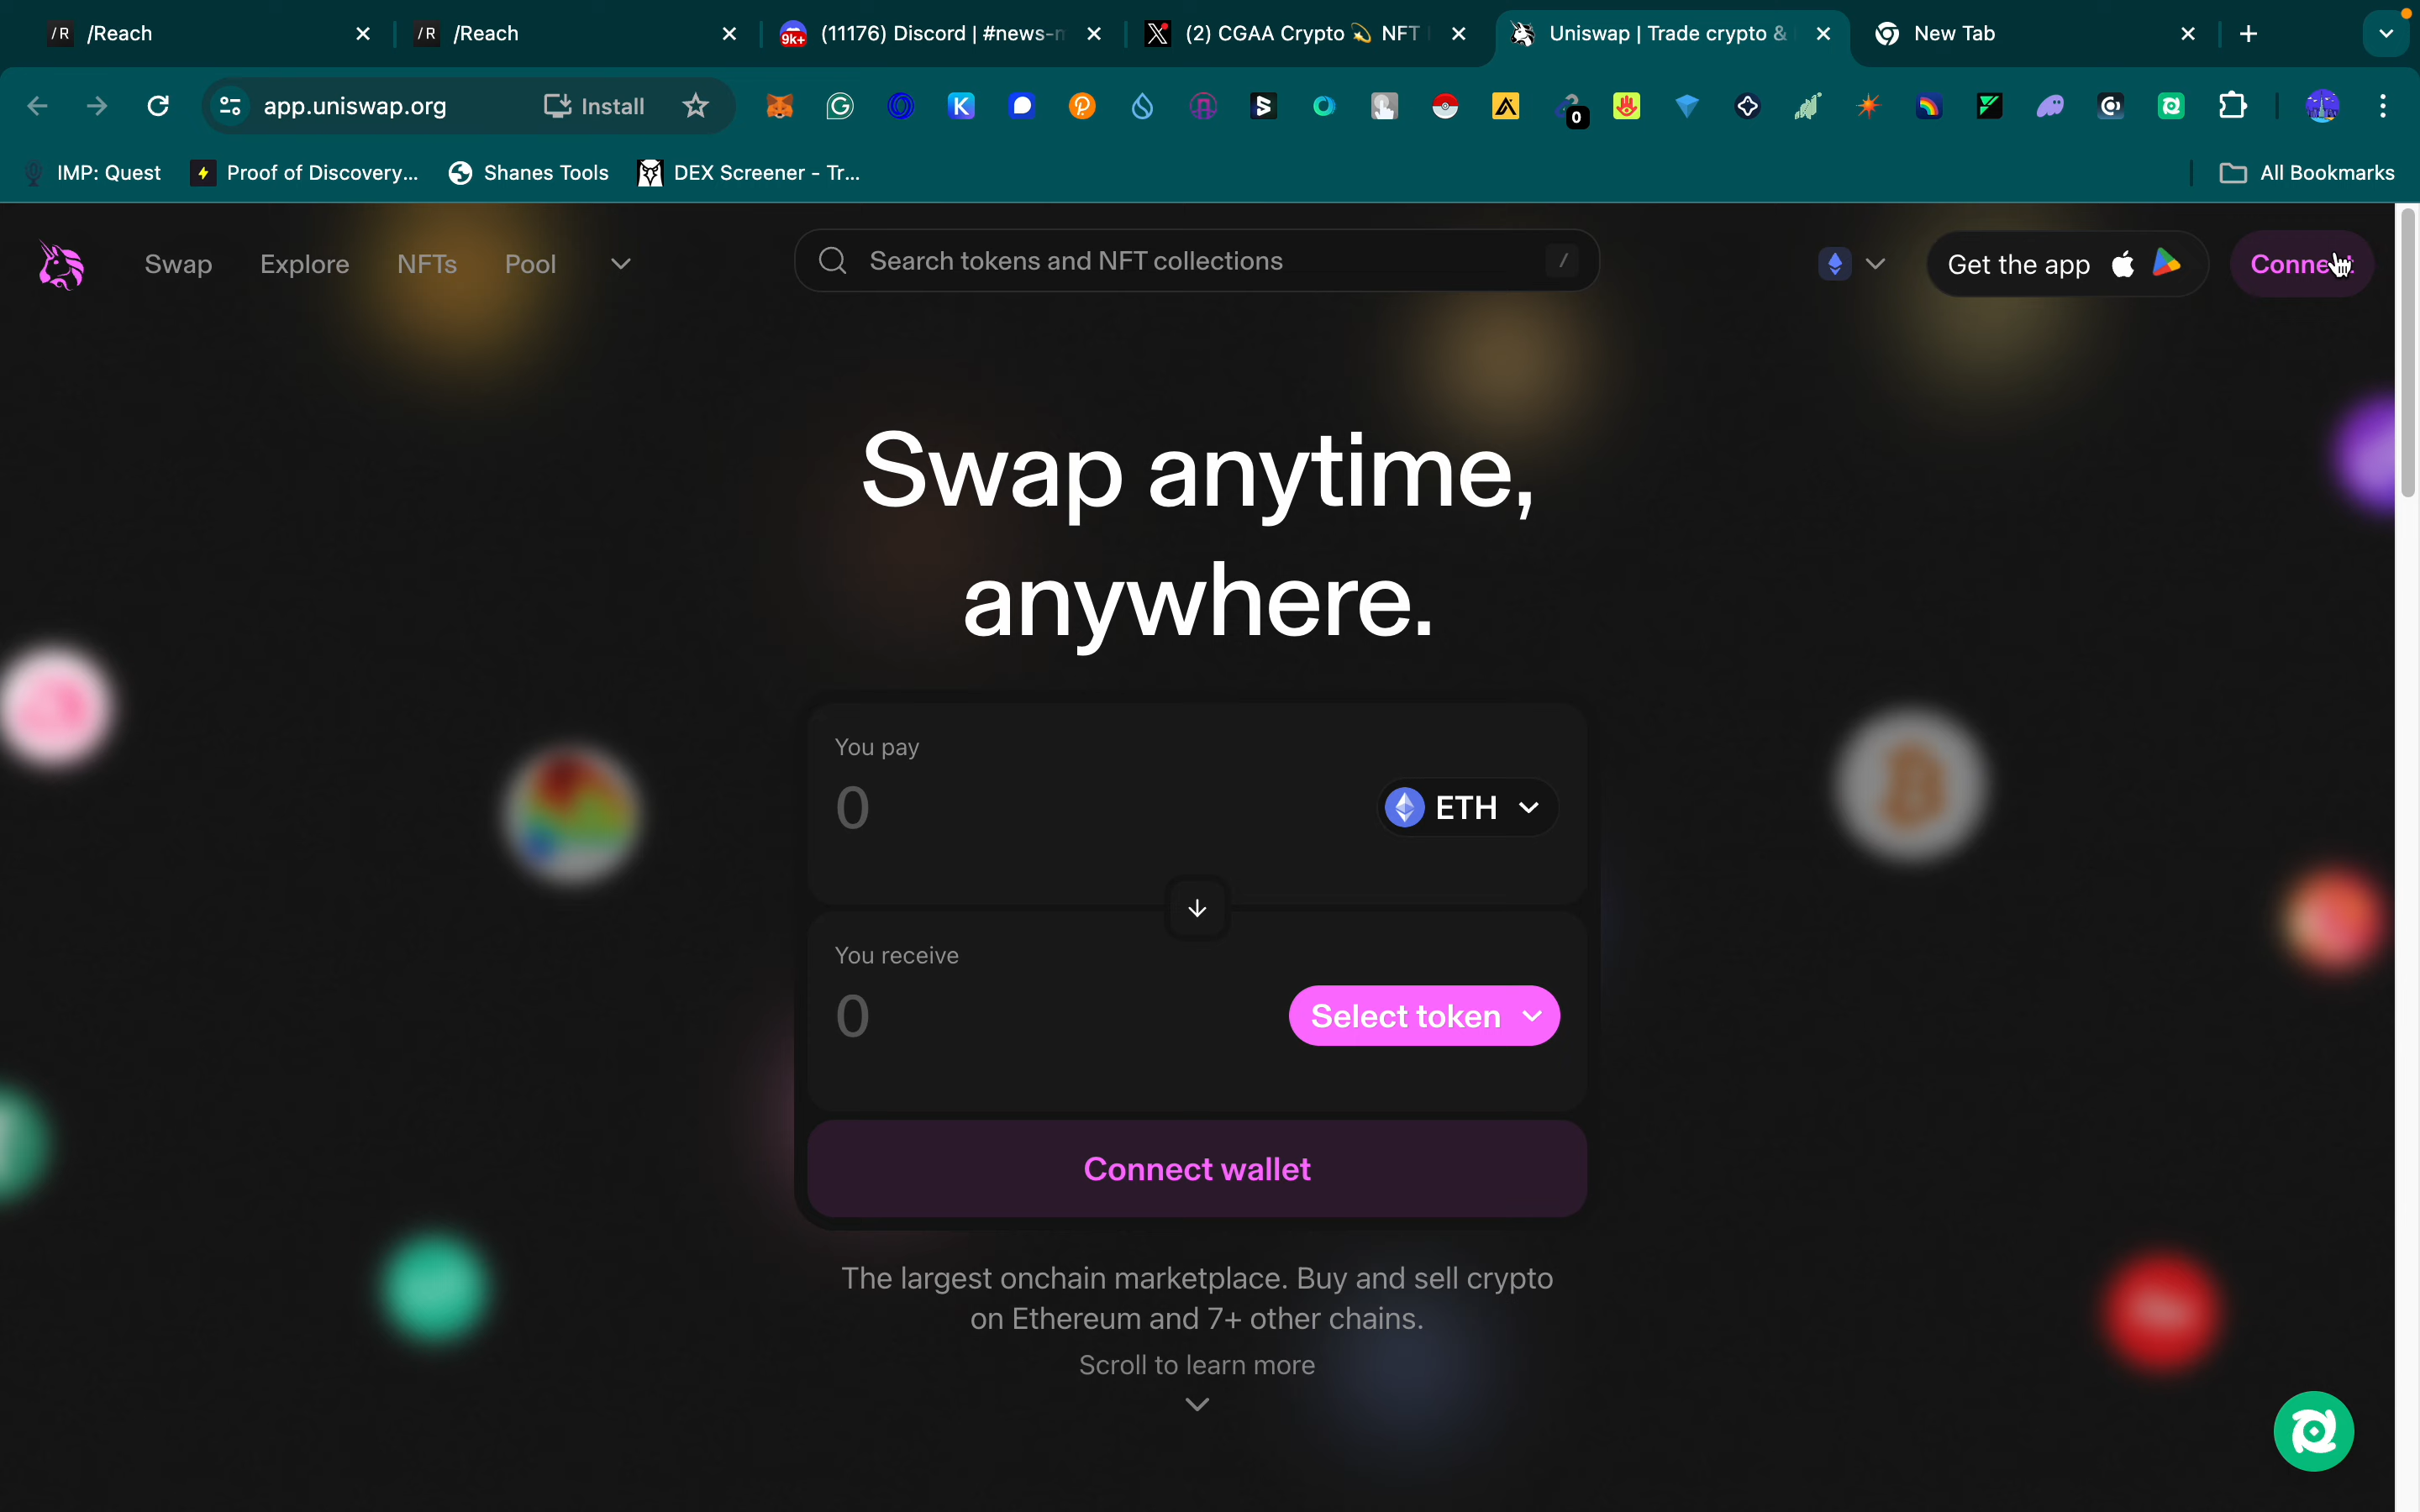 /R /Reach
/R /Reach
9k+ (11176) Discord | #news-
(2) CGAA Crypto 💫 NFT
Uniswap | Trade crypto &
New Tab
app.uniswap.org
Install
K
0
IMP: Quest
Proof of Discovery...
Shanes Tools
DEX Screener - Tr...
All Bookmarks
Swap
Explore
NFTs
Pool
Search tokens and NFT collections
/
Get the app
Connect
Swap anytime,
anywhere.
You pay
0
ETH
You receive
0
Select token
Connect wallet
The largest onchain marketplace. Buy and sell crypto
on Ethereum and 7+ other chains.
Scroll to learn more